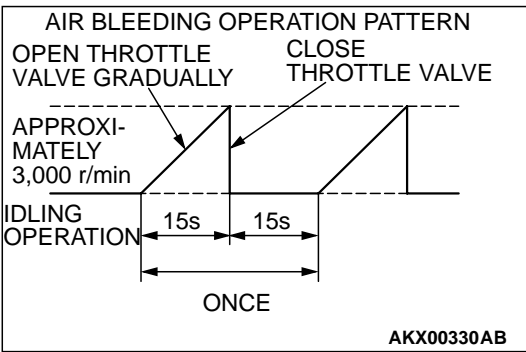 AIR BLEEDING OPERATION PATTERN
OPEN THROTTLE
VALVE GRADUALLY
CLOSE
THROTTLE VALVE
APPROXI-
MATELY
3,000 r/min
IDLING
OPERATION
15s
15s
ONCE
AKX00330AB